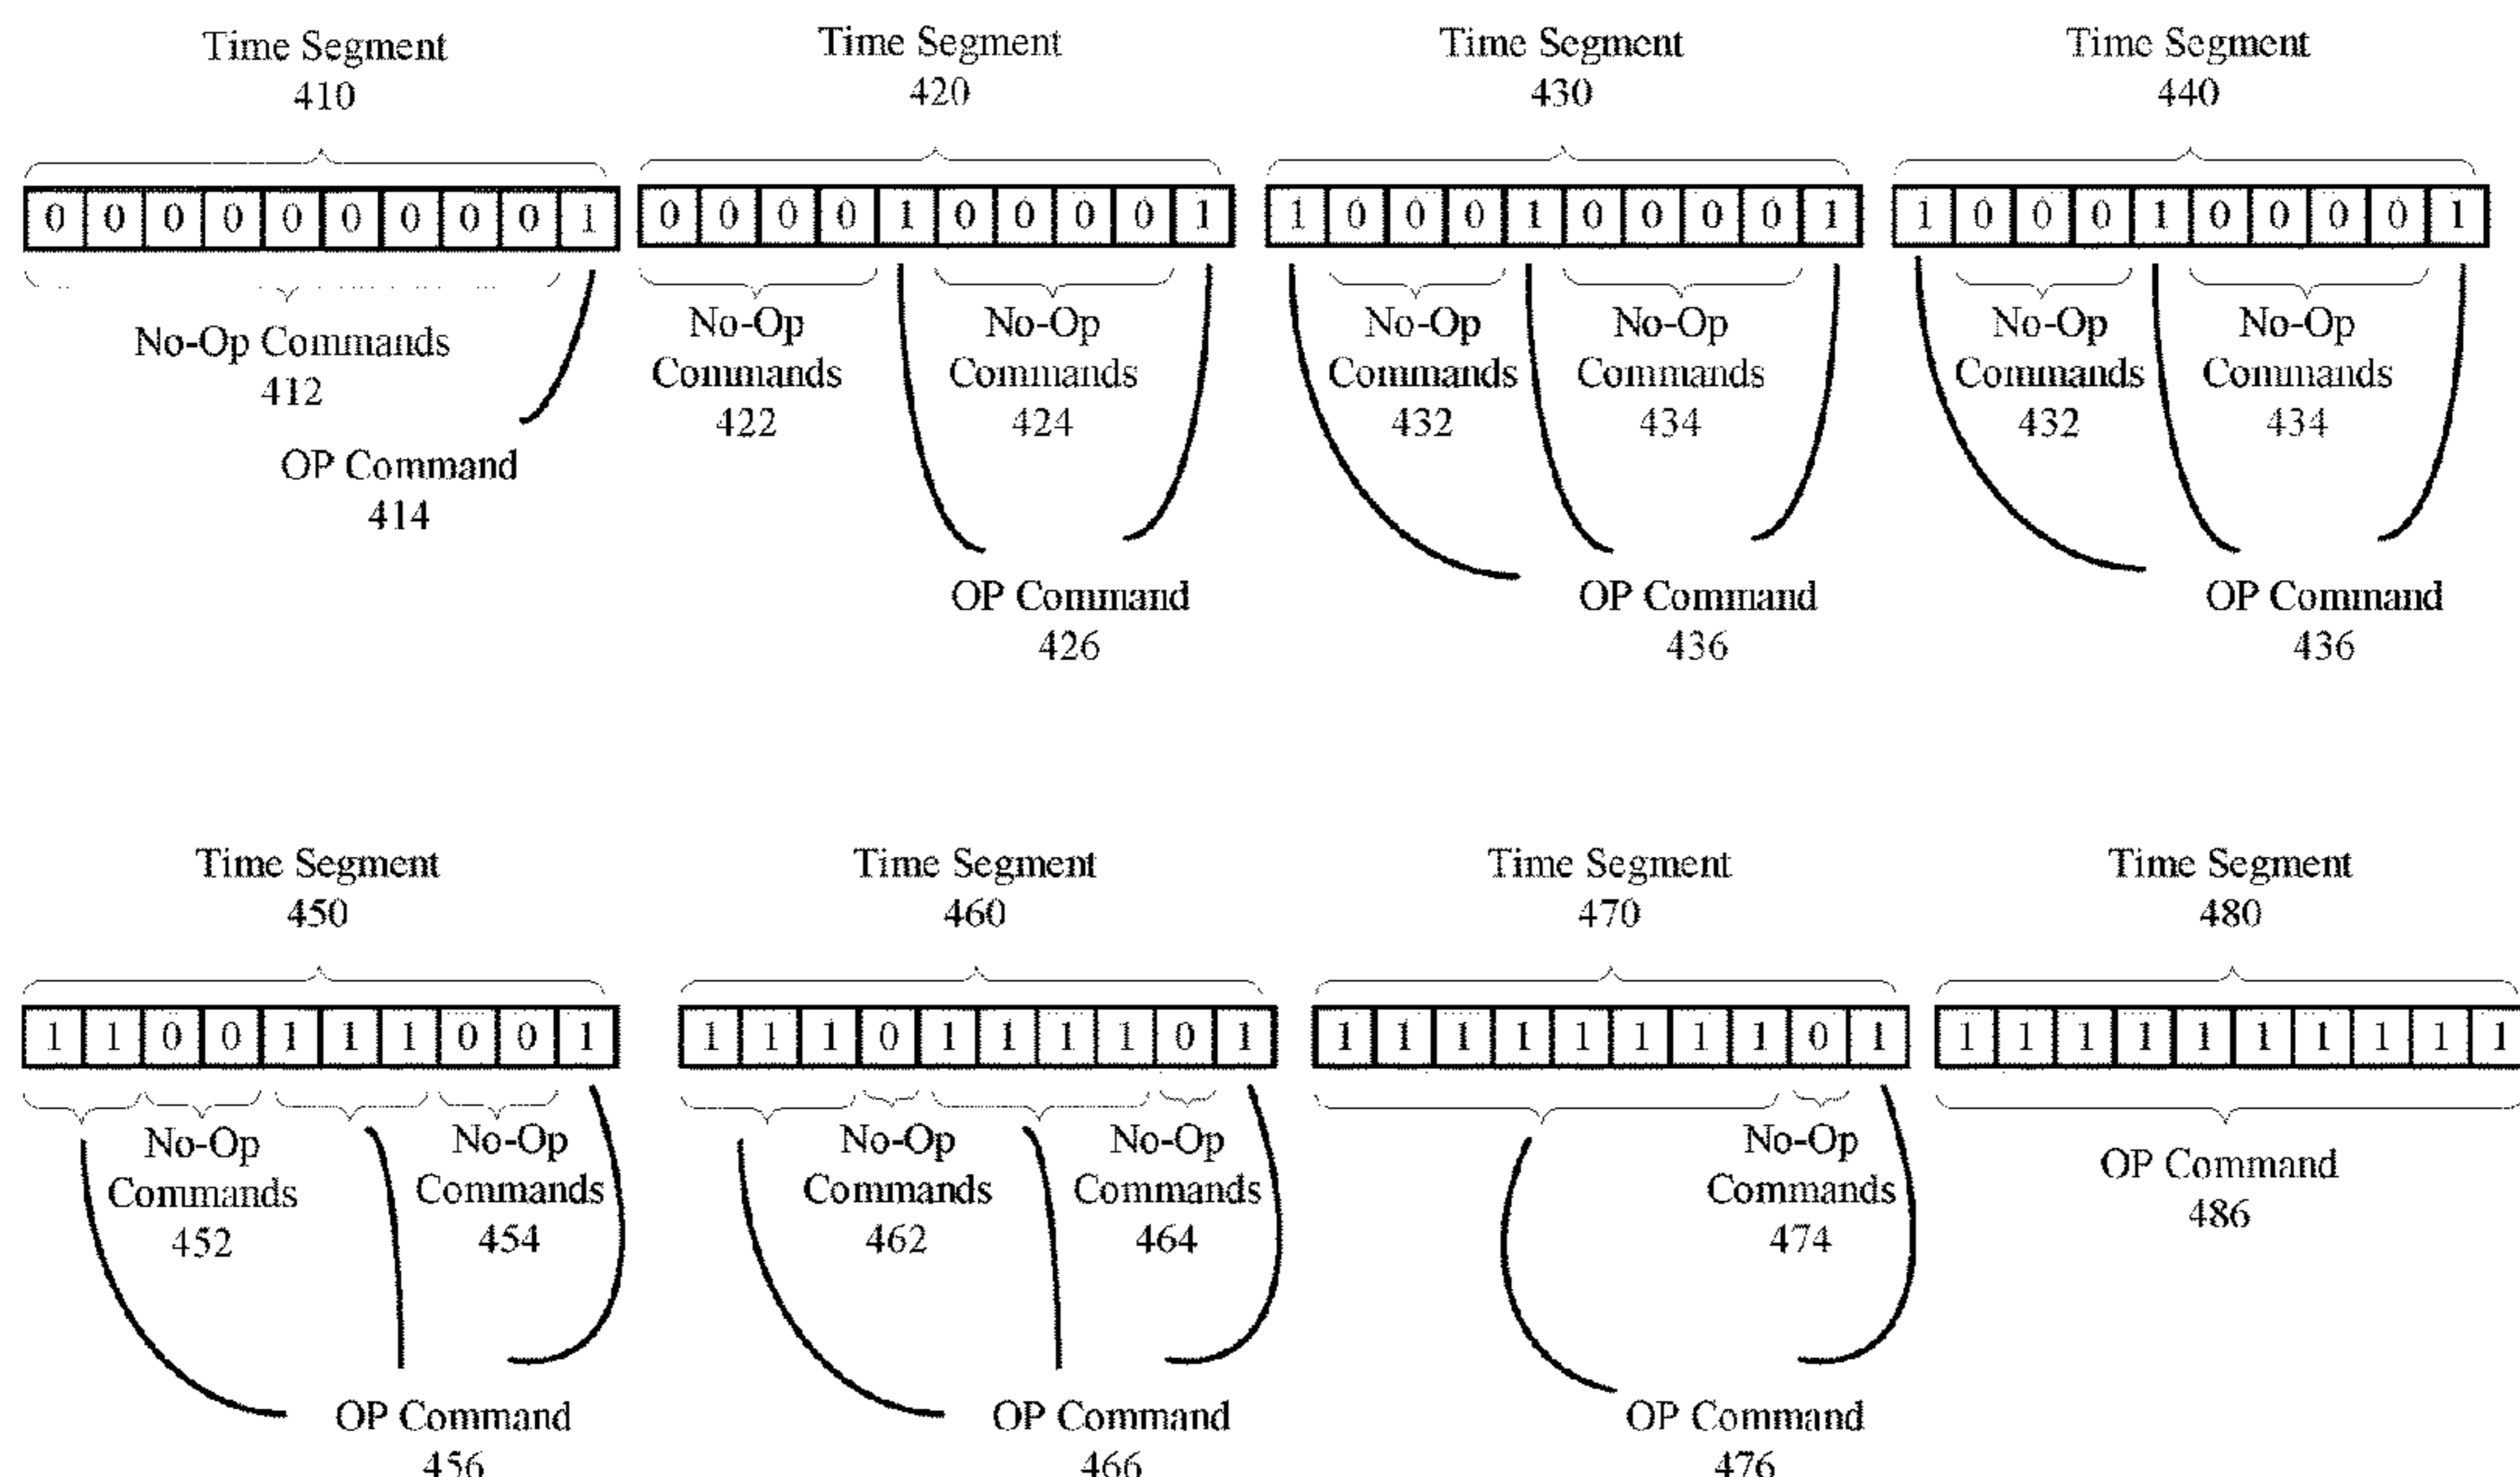 Time Segment
410
0 0 0 0 0 0 0 0 0 1
No-Op Commands
412
OP Command
414
Time Segment
420
0 0 0 0 1 0 0 0 0 1
No-Op
Commands
422
No-Op
Commands
424
OP Command
426
Time Segment
430
1 0 0 0 1 0 0 0 0 1
No-Op
Commands
432
No-Op
Commands
434
OP Command
436
Time Segment
440
1 0 0 0 1 0 0 0 0 1
No-Op
Commands
432
No-Op
Commands
434
OP Command
436
Time Segment
450
1 1 0 0 1 1 1 0 0 1
No-Op
Commands
452
No-Op
Commands
454
OP Command
456
Time Segment
460
1 1 1 0 1 1 1 1 0 1
No-Op
Commands
462
No-Op
Commands
464
OP Command
466
Time Segment
470
1 1 1 1 1 1 1 1 0 1
No-Op
Commands
474
OP Command
476
Time Segment
480
1 1 1 1 1 1 1 1 1 1
OP Command
486